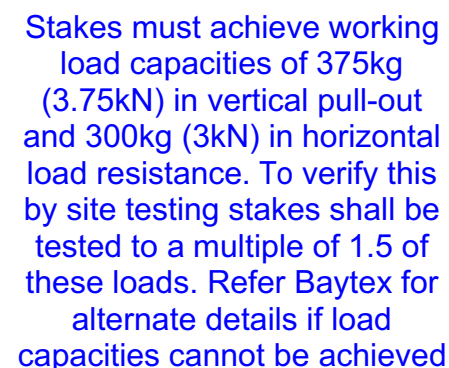 Stakes must achieve working
load capacities of 375kg
(3.75kN) in vertical pull-out
and 300kg (3kN) in horizontal
load resistance. To verify this
by site testing stakes shall be
tested to a multiple of 1.5 of
these loads. Refer Baytex for
alternate details if load
capacities cannot be achieved